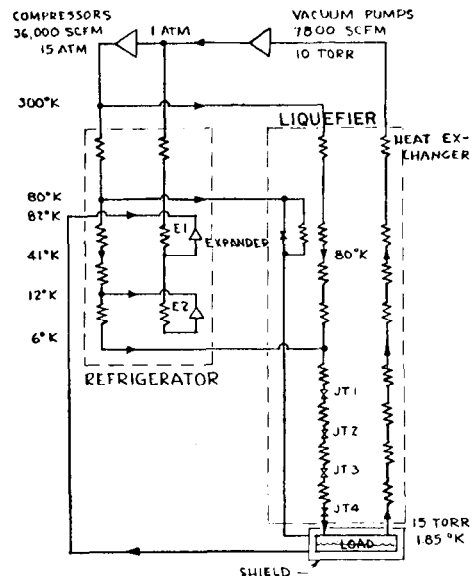 COMPRESSORS
36,000 SCFM
15 ATM
1 ATM
VACUUM PUMPS
7800 SCFM
10 TORR
300°K
LIQUEFIER
HEAT EX-
CHANGER
80°K
82°K
E1
EXPANDER
41°K
80°K
12°K
E2
6°K
REFRIGERATOR
JT1
JT2
JT3
JT4
15 TORR
1.85°K
LOAD
SHIELD